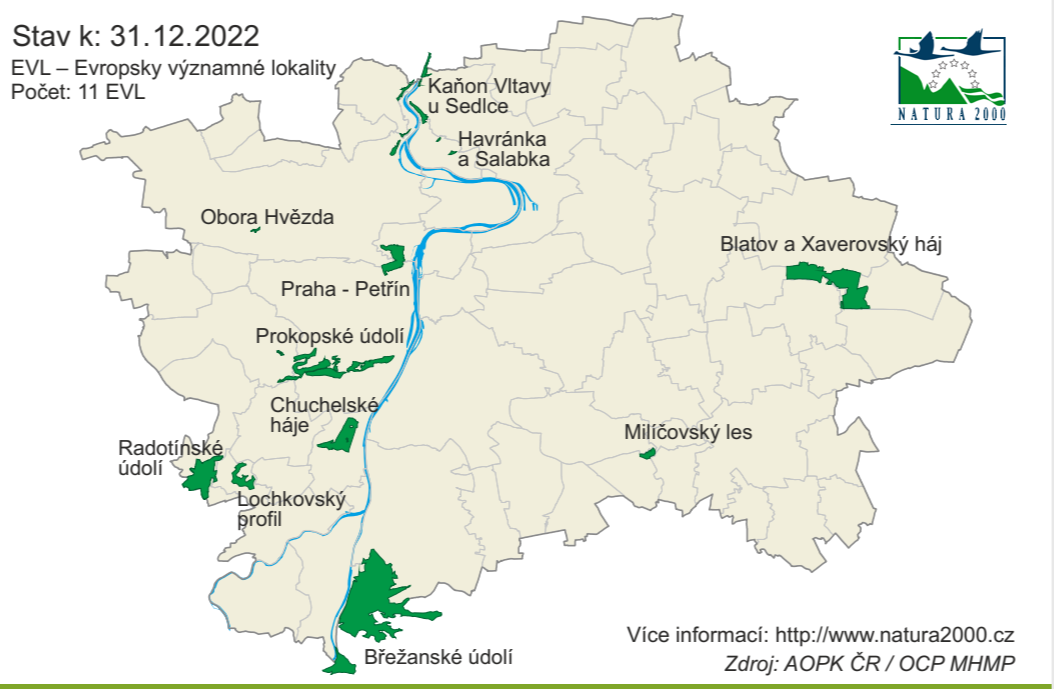 Stav k: 31.12.2022
EVL – Evropsky významné lokality
Počet: 11 EVL
NATURA 2000
Kaňon Vltavy
u Sedlce
Havránka
a Salabka
Obora Hvězda
Blatov a Xaverovský háj
Praha - Petřín
Prokopské údolí
Chuchelské
háje
Milíčovský les
Radotínské
údolí
Lochkovský
profil
Břežanské údolí
Více informací: http://www.natura2000.cz
Zdroj: AOPK ČR / OCP MHMP